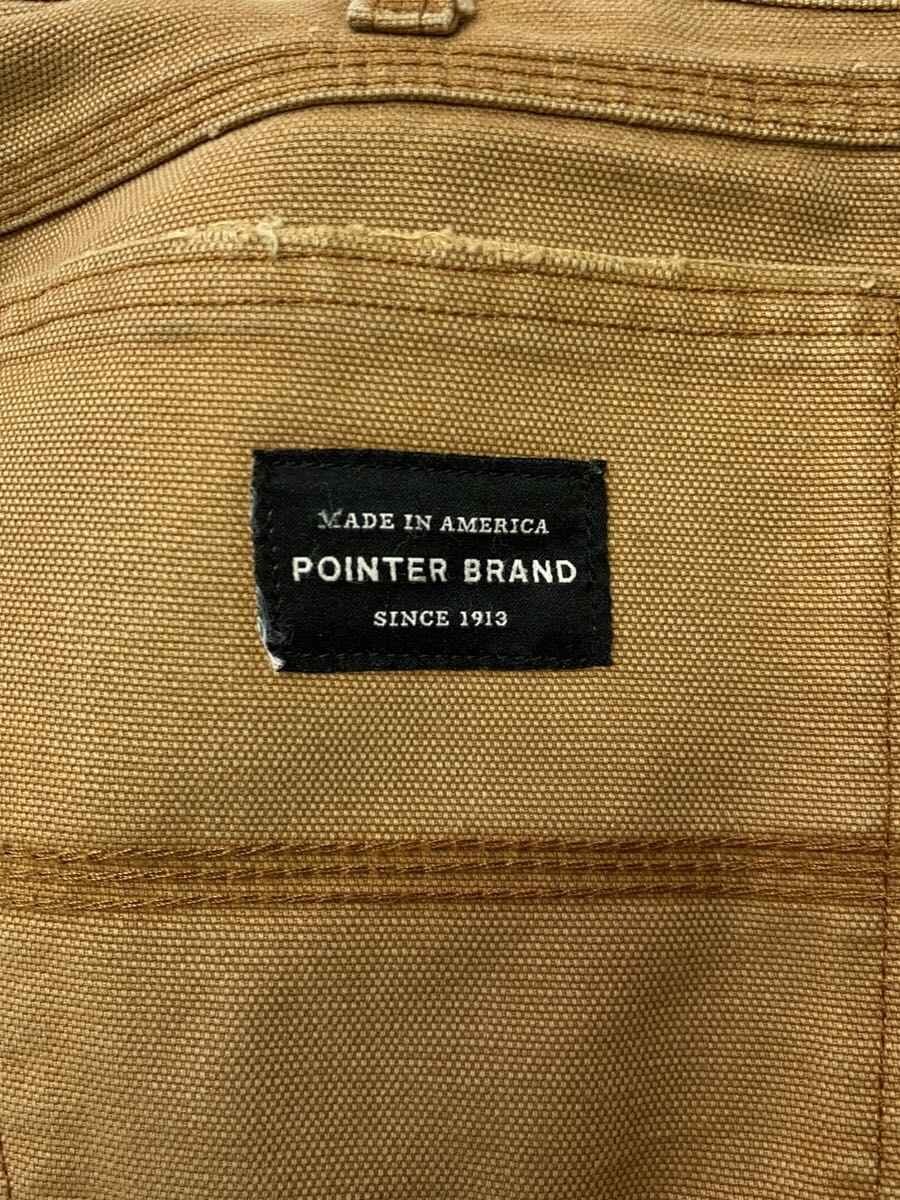 MADE IN AMERICA
POINTER BRAND
SINCE 1913